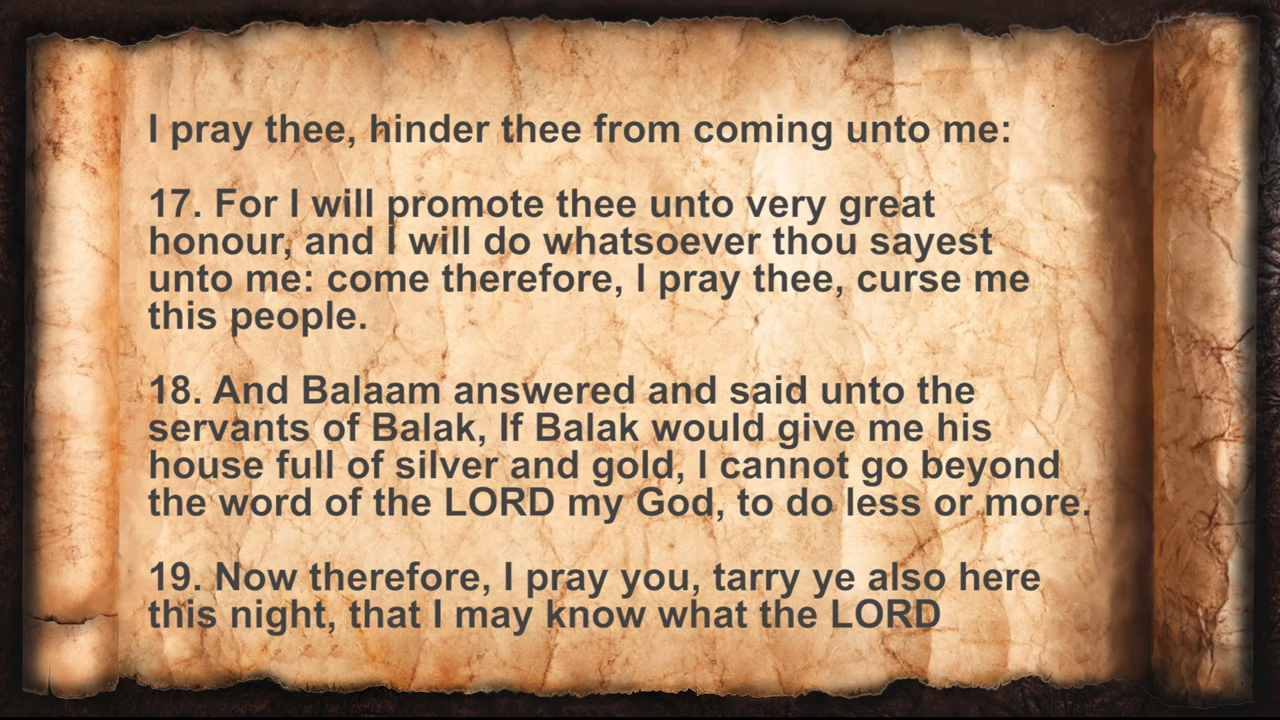 I pray thee, hinder thee from coming unto me:
17. For I will promote thee unto very great
honour, and I will do whatsoever thou sayest
unto me: come therefore, I pray thee, curse me
this people.
18. And Balaam answered and said unto the
servants of Balak, If Balak would give me his
house full of silver and gold, I cannot go beyond
the word of the LORD my God, to do less or more.
19. Now therefore, I pray you, tarry ye also here
this night, that I may know what the LORD